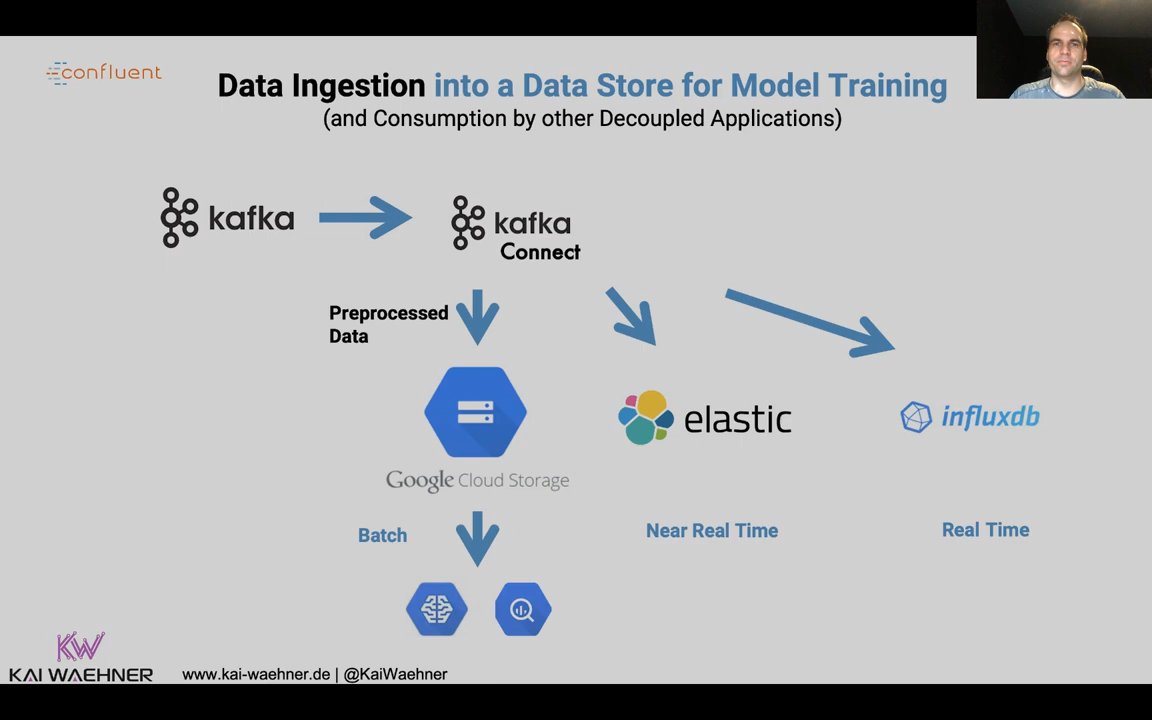 confluent
Data Ingestion into a Data Store for Model Training
(and Consumption by other Decoupled Applications)
kafka
kafka
Connect
Preprocessed
Data
elastic
influxdb
Google Cloud Storage
Batch
Near Real Time
Real Time
KW
KAI WAEHNER
www.kai-waehner.de | @KaiWaehner